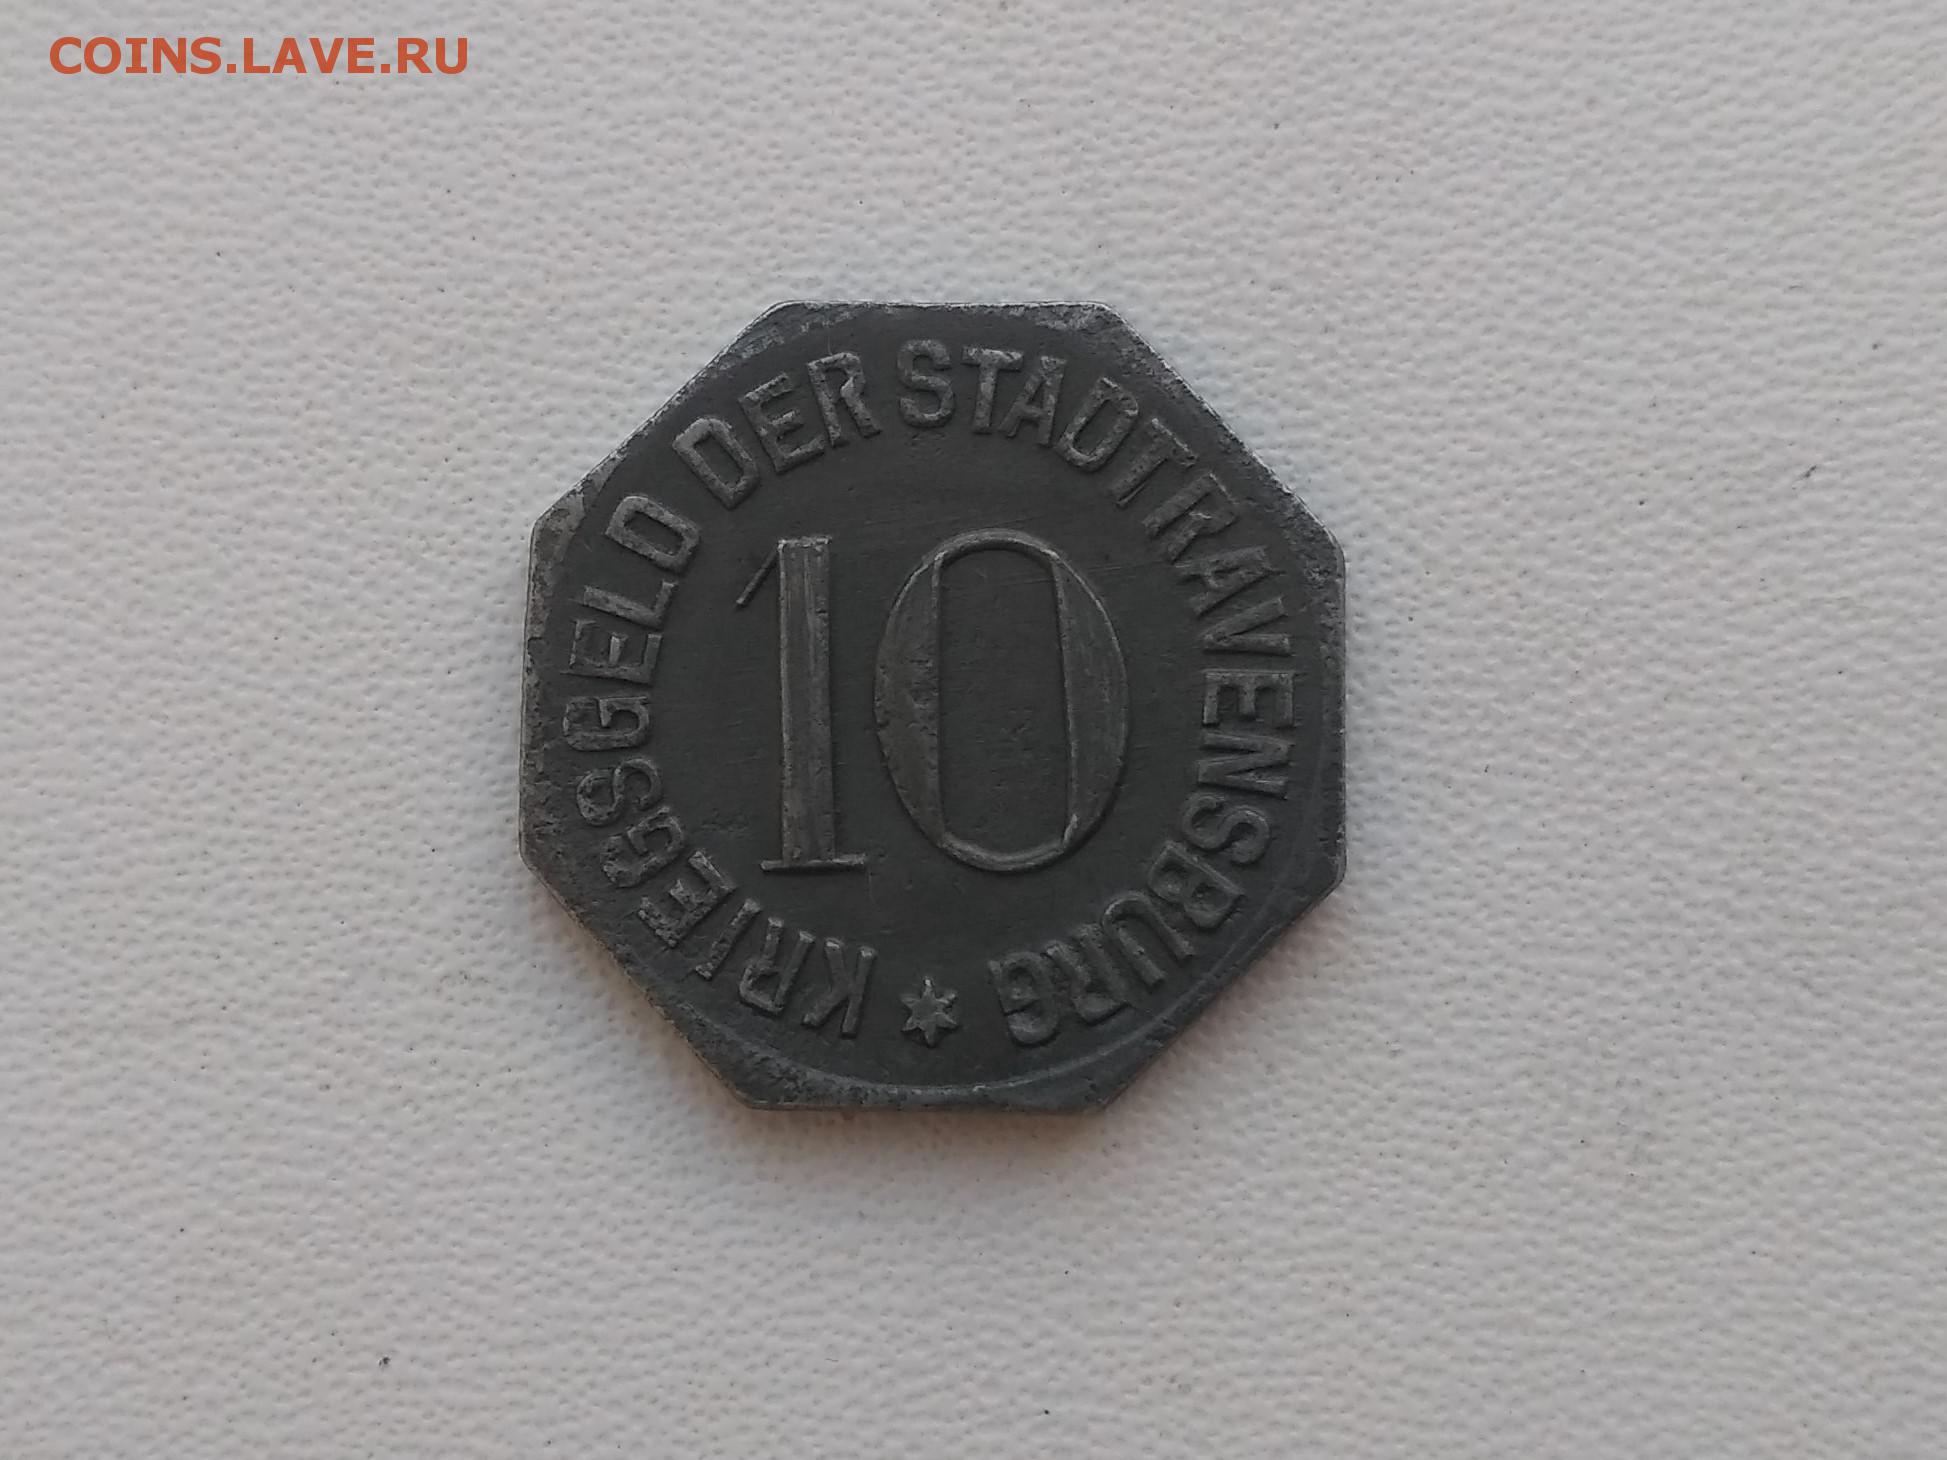 COINS.LAVE.RU
KRIEGSGELD DER STADT RAVENSBURG
10